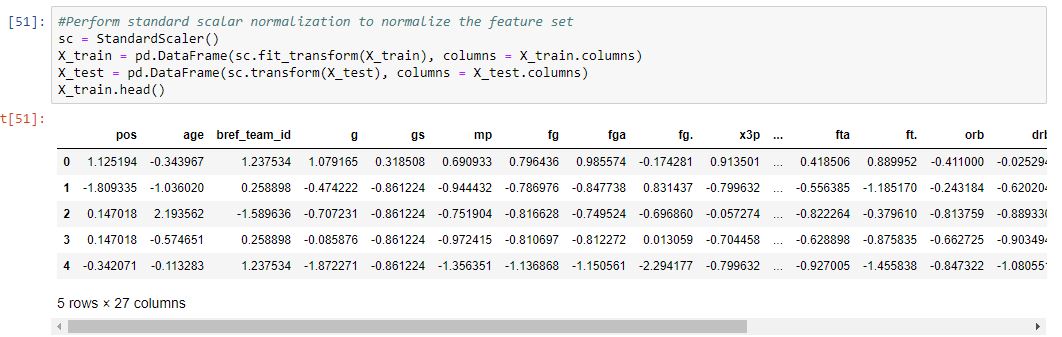 [51]: #Perform standard scalar normalization to normalize the feature set
sc = StandardScaler()
X_train = pd.DataFrame(sc.fit_transform(X_train), columns = X_train.columns)
X_test = pd.DataFrame(sc.transform(X_test), columns = X_test.columns)
X_train.head()
t[51]:
pos age bref_team_id g gs mp fg fga fg. x3p ... fta ft. orb drl
0 1.125194 -0.343967 1.237534 1.079165 0.318508 0.690933 0.796436 0.985574 -0.174281 0.913501 ... 0.418506 0.889952 -0.411000 -0.025294
1 -1.809335 -1.036020 0.258898 -0.474222 -0.861224 -0.944432 -0.786976 -0.847738 0.831437 -0.799632 ... -0.556385 -1.185170 -0.243184 -0.620204
2 0.147018 2.193562 -1.589636 -0.707231 -0.861224 -0.751904 -0.816628 -0.749524 -0.696860 -0.057274 ... -0.822264 -0.379610 -0.813759 -0.889330
3 0.147018 -0.574651 0.258898 -0.085876 -0.861224 -0.972415 -0.810697 -0.812272 0.013059 -0.704458 ... -0.628898 -0.875835 -0.662725 -0.903494
4 -0.342071 -0.113283 1.237534 -1.872271 -0.861224 -1.356351 -1.136868 -1.150561 -2.294177 -0.799632 ... -0.927005 -1.455838 -0.847322 -1.080551
5 rows × 27 columns